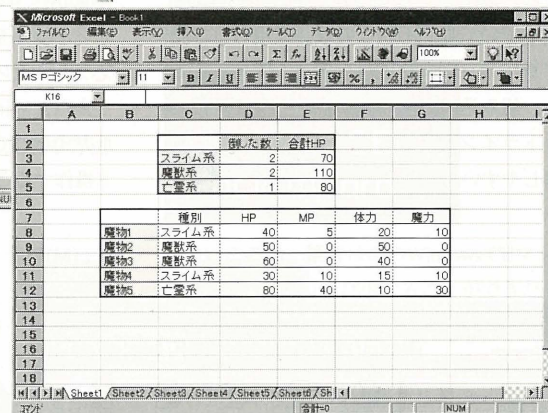 Microsoft Excel - Book1
ファイル(F) 編集(E) 表示(V) 挿入(I) 書式(O) ツール(T) データ(D) ウィンドウ(W) ヘルプ(H)
100%
MS Pゴシック 11 B I U % ,
K16
A B C D E F G H I
1
2 倒した数 合計HP
3 スライム系 2 70
4 魔獣系 2 110
5 亡霊系 1 80
6
7 種別 HP MP 体力 魔力
8 魔物1 スライム系 40 5 20 10
9 魔物2 魔獣系 50 0 50 0
10 魔物3 魔獣系 60 0 40 0
11 魔物4 スライム系 30 10 15 10
12 魔物5 亡霊系 80 40 10 30
13
14
15
16
17
18
Sheet1 Sheet2 Sheet3 Sheet4 Sheet5 Sheet6 Sh
コマンド 合計=0 NUM